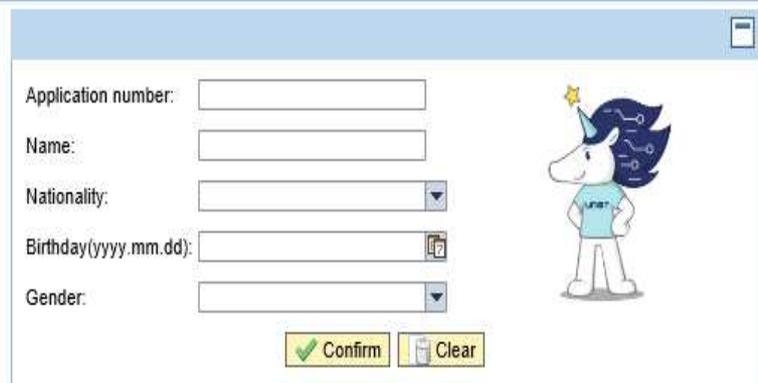 Application number:
Name:
Nationality:
Birthday(yyyy.mm.dd):
Gender:
Confirm
Clear